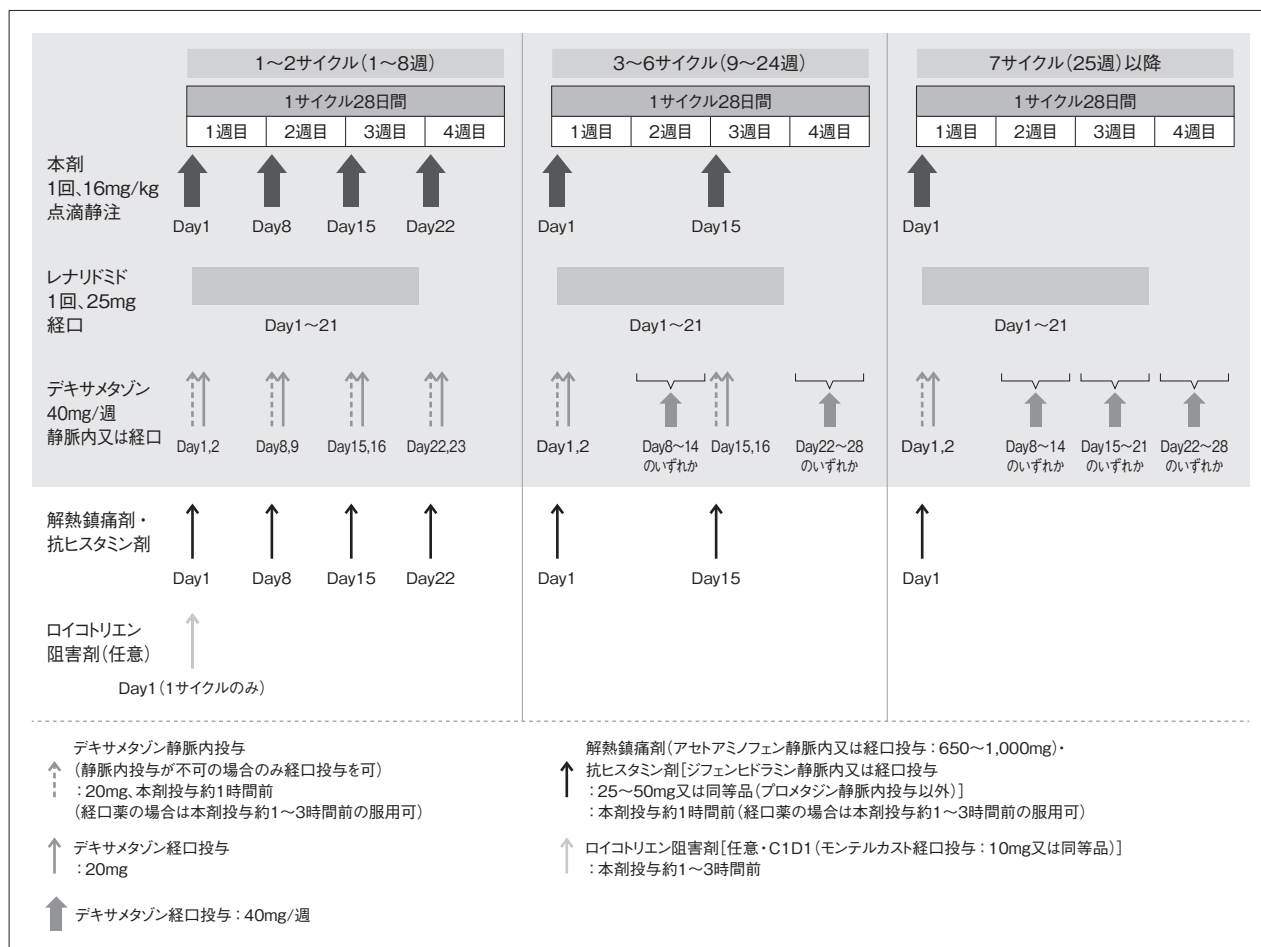 1～2サイクル(1～8週)
3～6サイクル(9～24週)
7サイクル(25週)以降
1サイクル28日間
1サイクル28日間
1サイクル28日間
1週目 2週目 3週目 4週目
1週目 2週目 3週目 4週目
1週目 2週目 3週目 4週目
本剤
1回、16mg/kg
点滴静注
Day1 Day8 Day15 Day22
Day1 Day15
Day1
レナリドミド
1回、25mg
経口
Day1～21
Day1～21
Day1～21
デキサメタゾン
40mg/週
静脈内又は経口
Day1,2 Day8,9 Day15,16 Day22,23
Day1,2
Day8～14
のいずれか
Day15,16
Day22～28
のいずれか
Day1,2
Day8～14
のいずれか
Day15～21
のいずれか
Day22～28
のいずれか
解熱鎮痛剤・
抗ヒスタミン剤
Day1 Day8 Day15 Day22
Day1 Day15
Day1
ロイコトリエン
阻害剤(任意)
Day1(1サイクルのみ)
デキサメタゾン静脈内投与
(静脈内投与が不可の場合のみ経口投与を可)
:20mg、本剤投与約1時間前
(経口薬の場合は本剤投与約1～3時間前の服用可)
デキサメタゾン経口投与
:20mg
デキサメタゾン経口投与:40mg/週
解熱鎮痛剤(アセトアミノフェン静脈内又は経口投与:650～1,000mg)・
抗ヒスタミン剤[ジフェンヒドラミン静脈内又は経口投与
:25～50mg又は同等品(プロメタジン静脈内投与以外)]
:本剤投与約1時間前(経口薬の場合は本剤投与約1～3時間前の服用可)
ロイコトリエン阻害剤[任意・C1D1(モンテルカスト経口投与:10mg又は同等品)]
:本剤投与約1～3時間前